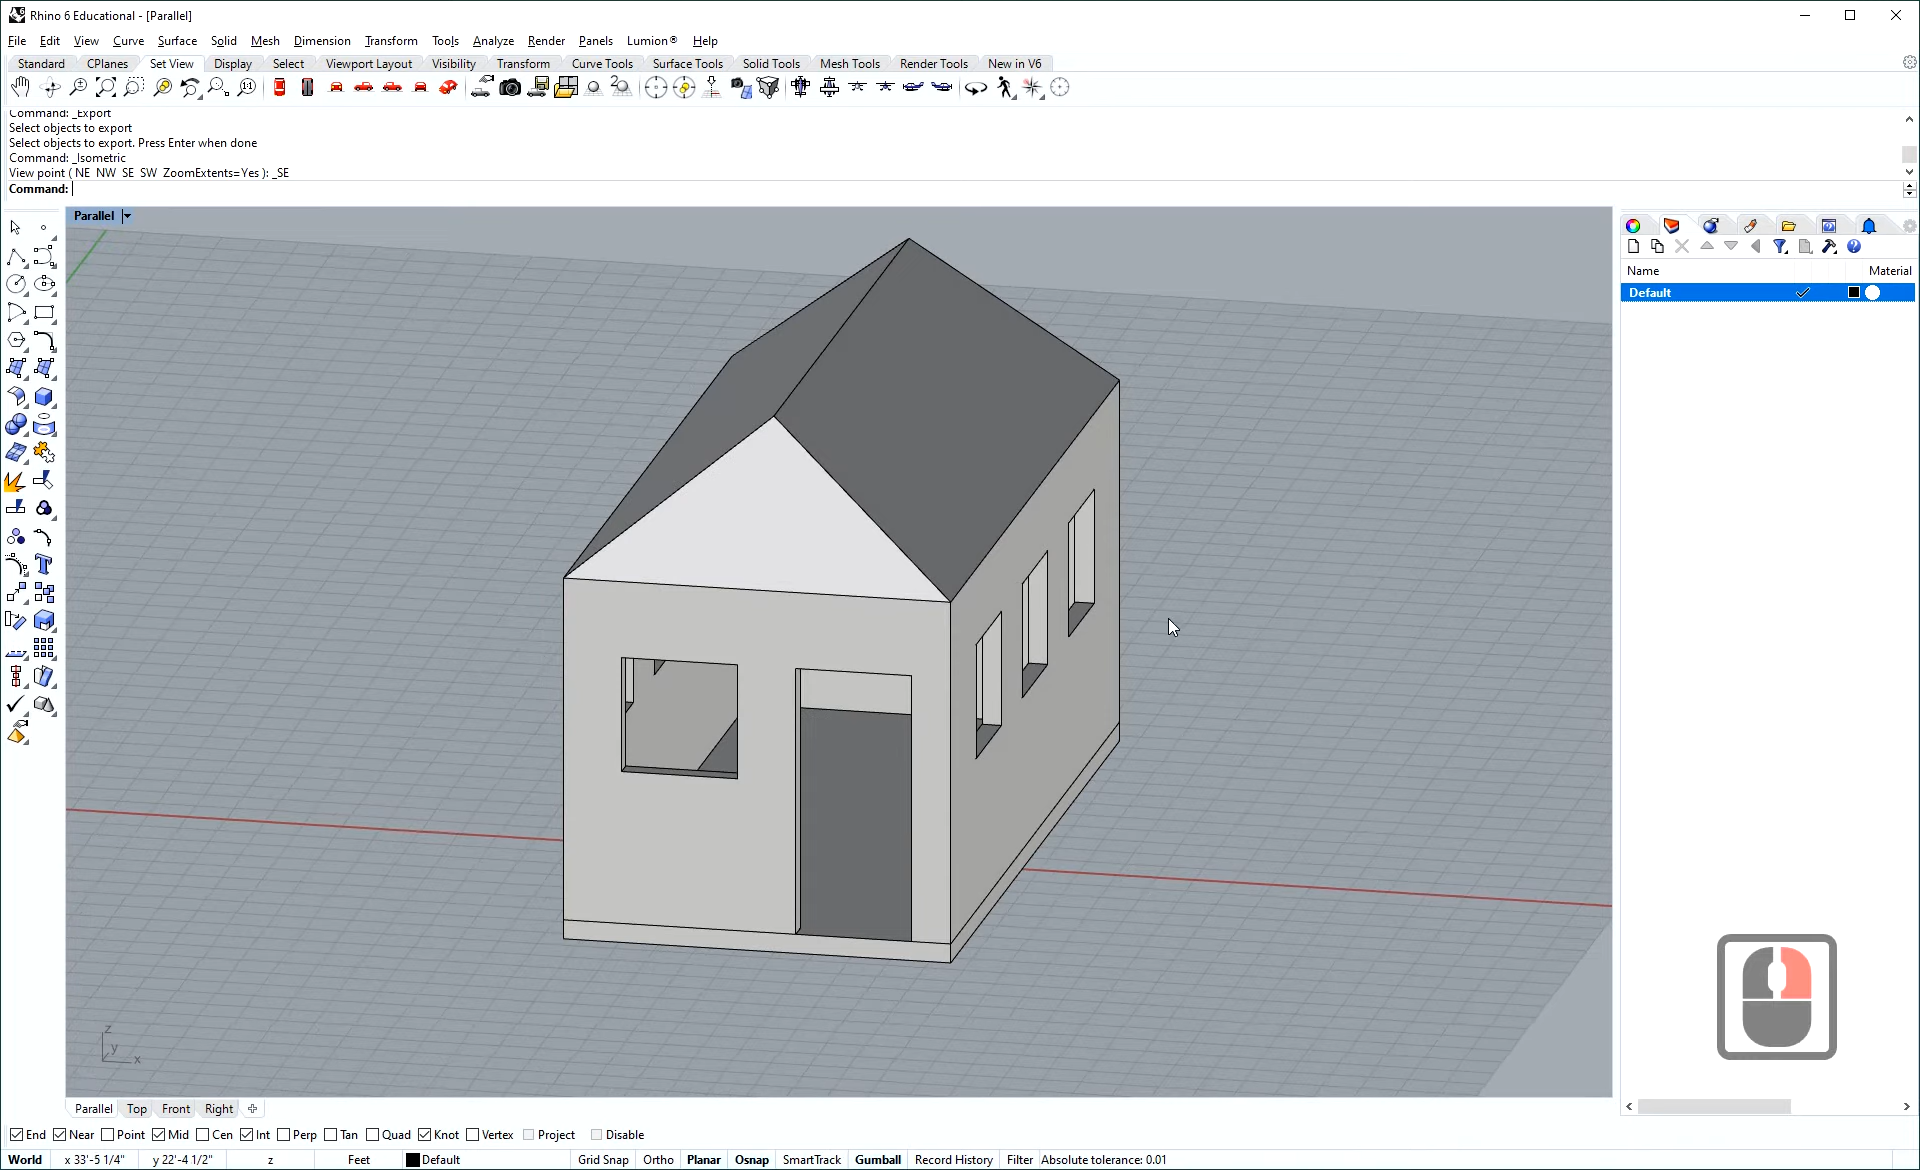 Rhino 6 Educational - [Parallel]
File Edit View Curve Surface Solid Mesh Dimension Transform Tools Analyze Render Panels Lumion® Help
Standard CPlanes Set View Display Select Viewport Layout Visibility Transform Curve Tools Surface Tools Solid Tools Mesh Tools Render Tools New in V6
Command: _Export
Select objects to export
Select objects to export. Press Enter when done
Command: _Isometric
View point ( NE NW SE SW ZoomExtents=Yes ): _SE
Command:
Parallel
Name Material
Default
z
y
x
Parallel Top Front Right
End Near Point Mid Cen Int Perp Tan Quad Knot Vertex Project Disable
World x 33'-5 1/4" y 22'-4 1/2" z Feet Default Grid Snap Ortho Planar Osnap SmartTrack Gumball Record History Filter Absolute tolerance: 0.01